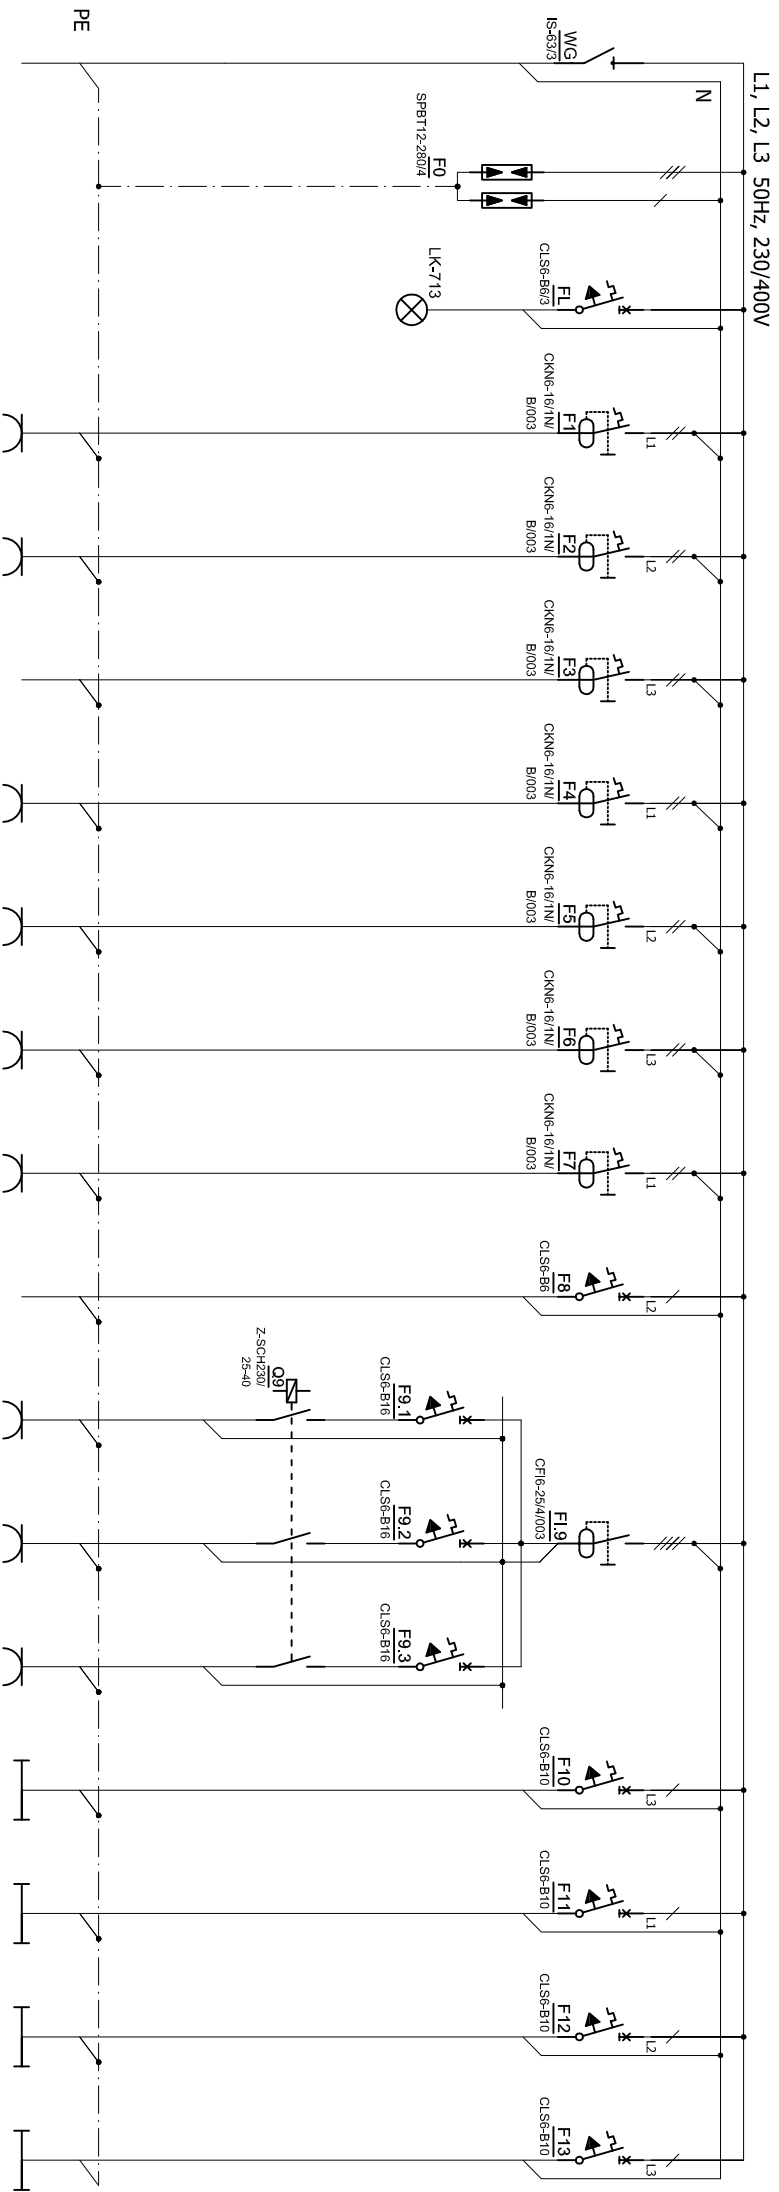 L1, L2, L3 50Hz, 230/400V
N
PE
WG
IS-63/3
F0
SPBT12-280/4
FL
CLS6-B6/3
LK-713
F1
CKN6-16/1N/
B/003
L1
F2
CKN6-16/1N/
B/003
L2
F3
CKN6-16/1N/
B/003
L3
F4
CKN6-16/1N/
B/003
L1
F5
CKN6-16/1N/
B/003
L2
F6
CKN6-16/1N/
B/003
L3
F7
CKN6-16/1N/
B/003
L1
F8
CLS6-B6
L2
FI.9
CFI6-25/4/003
F9.1
CLS6-B16
F9.2
CLS6-B16
F9.3
CLS6-B16
Q9
Z-SCH230/
25-40
F10
CLS6-B10
L3
F11
CLS6-B10
L1
F12
CLS6-B10
L2
F13
CLS6-B10
L3